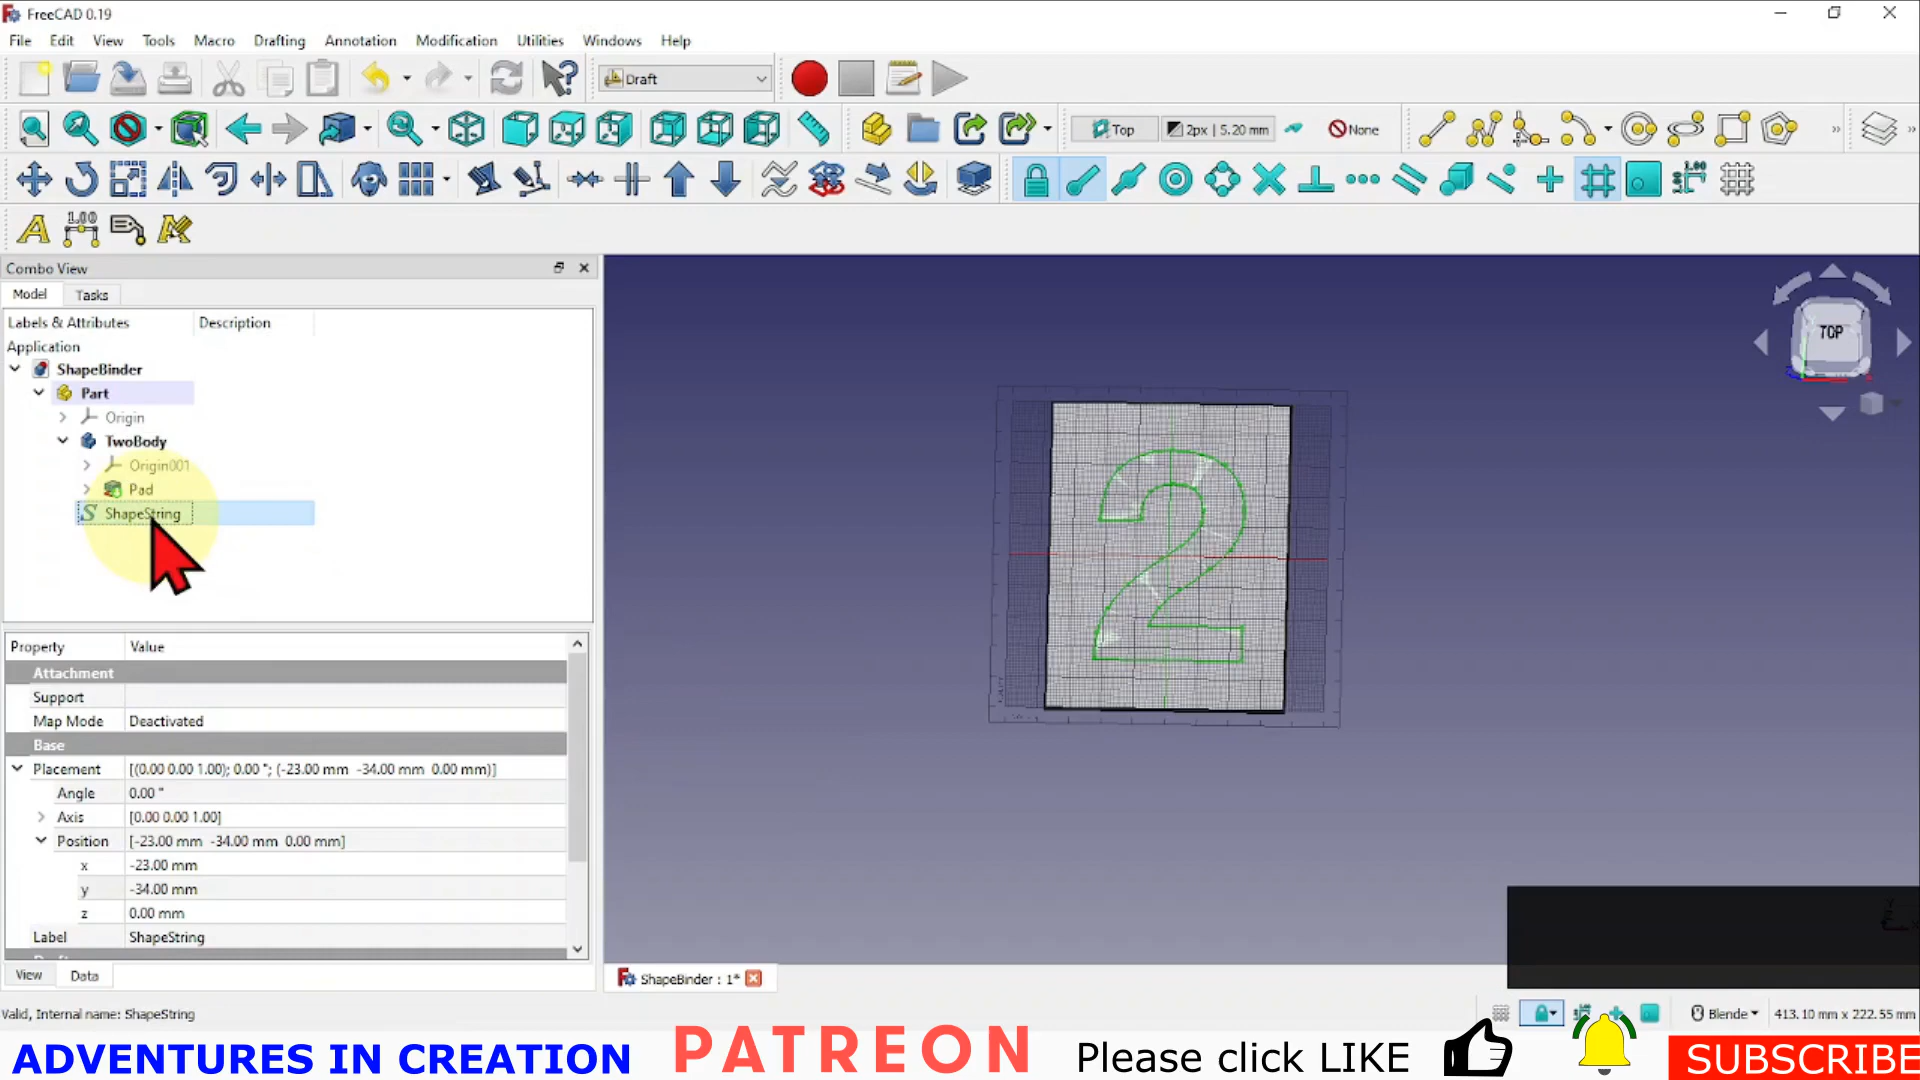 FreeCAD 0.19
File Edit View Tools Macro Drafting Annotation Modification Utilities Windows Help
Draft
Top 2px | 5.20 mm None
1.00
1.00
Combo View
Model Tasks
Labels & Attributes Description
Application
ShapeBinder
Part
Origin
TwoBody
Origin001
Pad
ShapeString
Property Value
Attachment
Support
Map Mode Deactivated
Base
Placement [(0.00 0.00 1.00); 0.00 °; (-23.00 mm -34.00 mm 0.00 mm)]
Angle 0.00 °
Axis [0.00 0.00 1.00]
Position [-23.00 mm -34.00 mm 0.00 mm]
x -23.00 mm
y -34.00 mm
z 0.00 mm
Label ShapeString
View Data
TOP
2
ShapeBinder : 1*
Valid, Internal name: ShapeString
Blende 413.10 mm x 222.55 mm
ADVENTURES IN CREATION PATREON Please click LIKE SUBSCRIBE